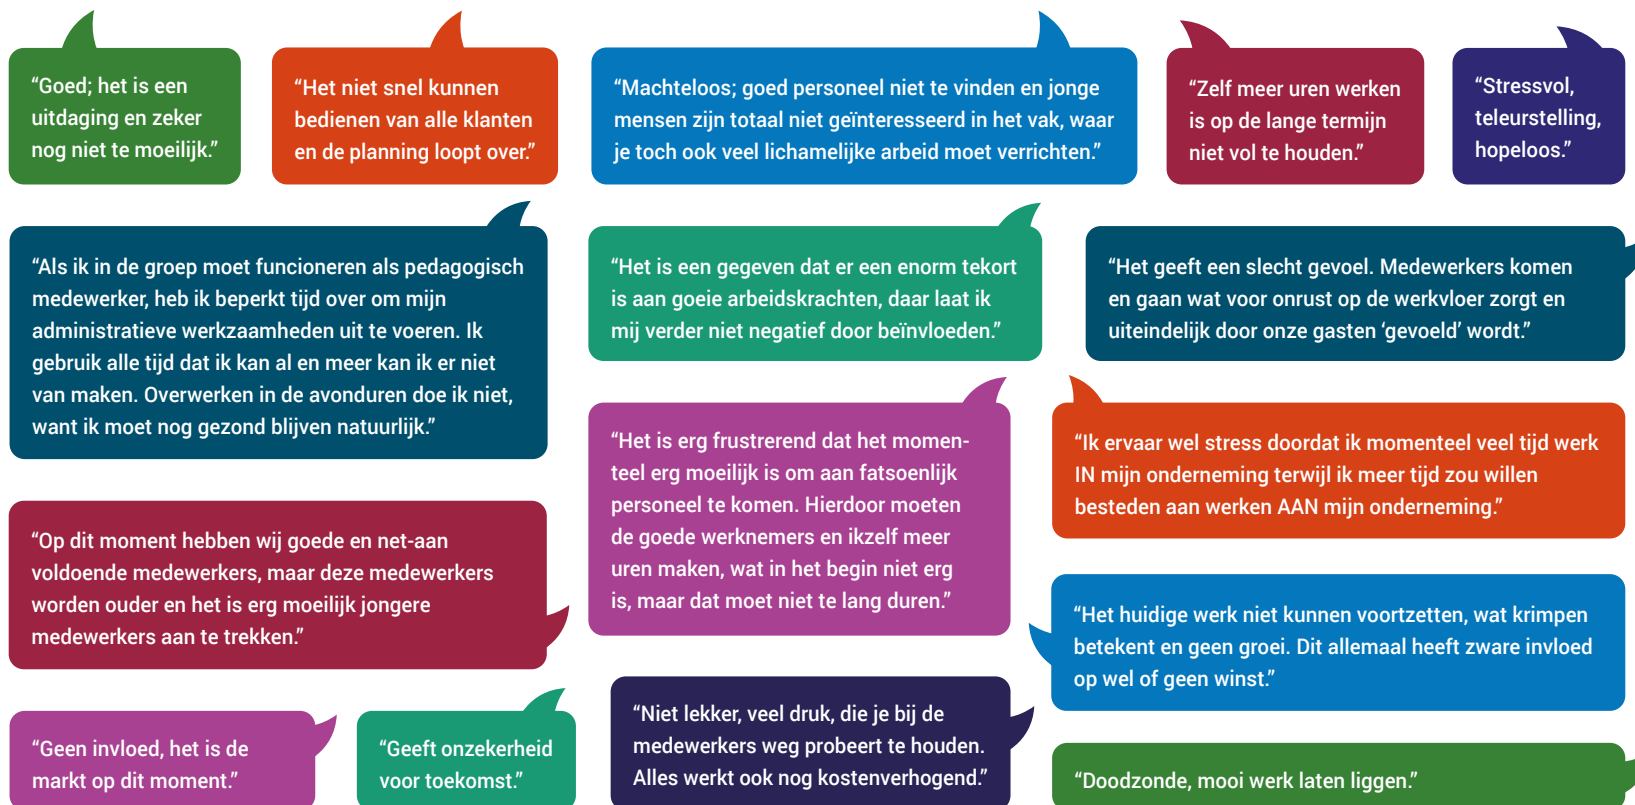 “Goed; het is een
uitdaging en zeker
nog niet te moeilijk.”
“Het niet snel kunnen
bedienen van alle klanten
en de planning loopt over.”
“Machteloos; goed personeel niet te vinden en jonge
mensen zijn totaal niet geïnteresseerd in het vak, waar
je toch ook veel lichamelijke arbeid moet verrichten.”
“Zelf meer uren werken
is op de lange termijn
niet vol te houden.”
“Stressvol,
teleurstelling,
hopeloos.”
“Als ik in de groep moet funcioneren als pedagogisch
medewerker, heb ik beperkt tijd over om mijn
administratieve werkzaamheden uit te voeren. Ik
gebruik alle tijd dat ik kan al en meer kan ik er niet
van maken. Overwerken in de avonduren doe ik niet,
want ik moet nog gezond blijven natuurlijk.”
“Het is een gegeven dat er een enorm tekort
is aan goeie arbeidskrachten, daar laat ik
mij verder niet negatief door beïnvloeden.”
“Het geeft een slecht gevoel. Medewerkers komen
en gaan wat voor onrust op de werkvloer zorgt en
uiteindelijk door onze gasten ‘gevoeld’ wordt.”
“Het is erg frustrerend dat het momen-
teel erg moeilijk is om aan fatsoenlijk
personeel te komen. Hierdoor moeten
de goede werknemers en ikzelf meer
uren maken, wat in het begin niet erg
is, maar dat moet niet te lang duren.”
“Ik ervaar wel stress doordat ik momenteel veel tijd werk
IN mijn onderneming terwijl ik meer tijd zou willen
besteden aan werken AAN mijn onderneming.”
“Op dit moment hebben wij goede en net-aan
voldoende medewerkers, maar deze medewerkers
worden ouder en het is erg moeilijk jongere
medewerkers aan te trekken.”
“Het huidige werk niet kunnen voortzetten, wat krimpen
betekent en geen groei. Dit allemaal heeft zware invloed
op wel of geen winst.”
“Geen invloed, het is de
markt op dit moment.”
“Geeft onzekerheid
voor toekomst.”
“Niet lekker, veel druk, die je bij de
medewerkers weg probeert te houden.
Alles werkt ook nog kostenverhogend.”
“Doodzonde, mooi werk laten liggen.”